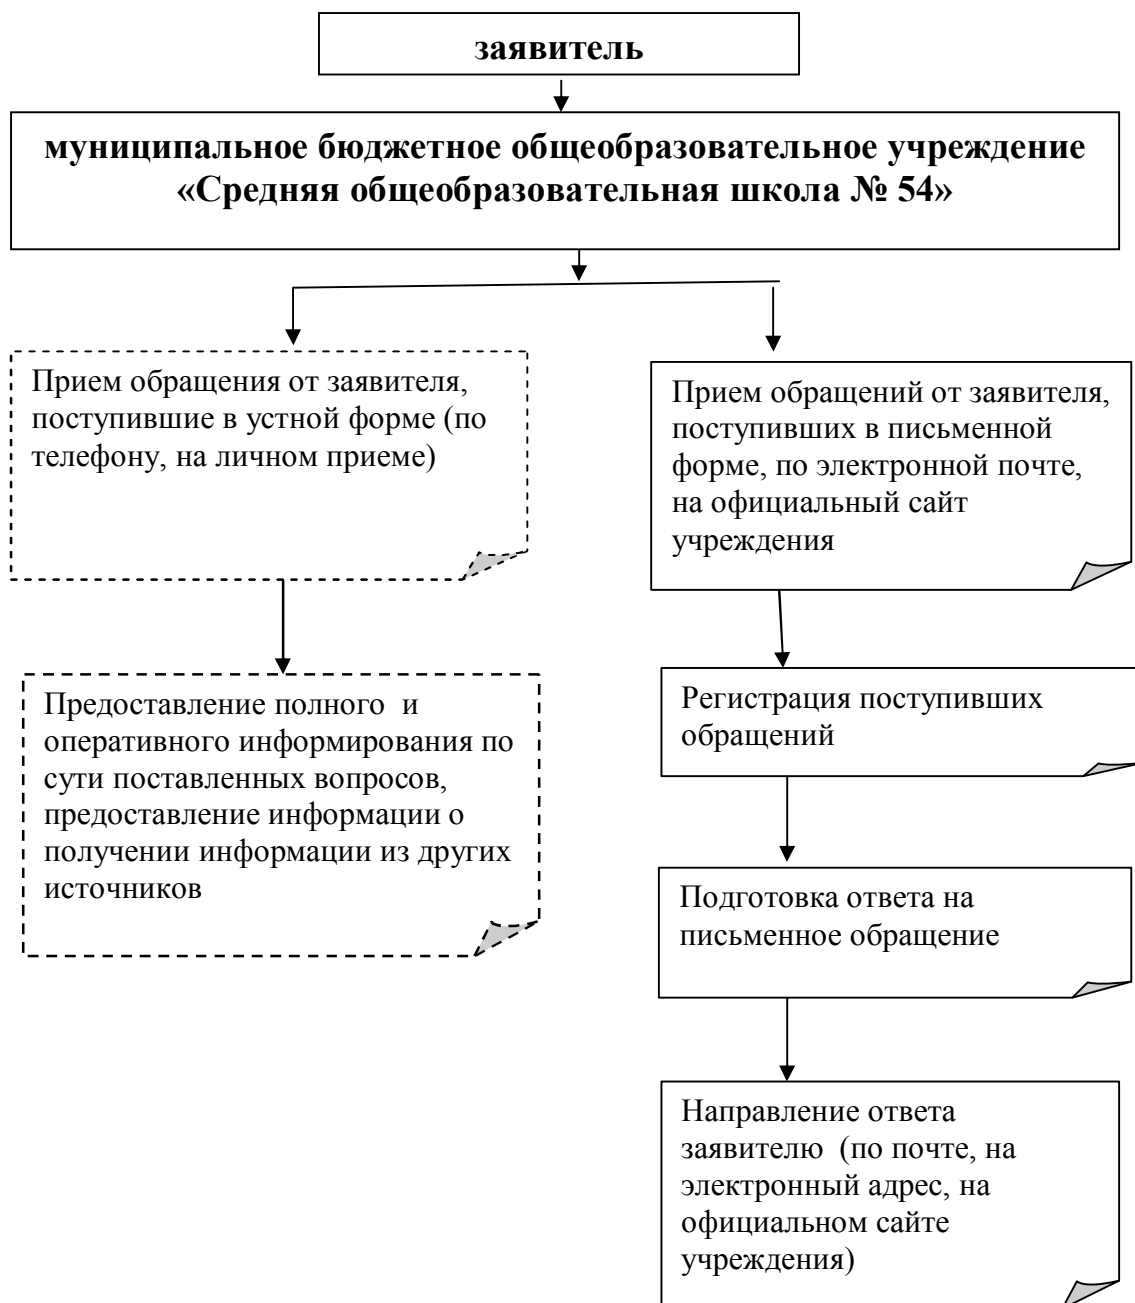 заявитель
муниципальное бюджетное общеобразовательное учреждение
«Средняя общеобразовательная школа № 54»
Прием обращения от заявителя,
поступившие в устной форме (по
телефону, на личном приеме)
Прием обращений от заявителя,
поступивших в письменной
форме, по электронной почте,
на официальный сайт
учреждения
Предоставление полного и
оперативного информирования по
сути поставленных вопросов,
предоставление информации о
получении информации из других
источников
Регистрация поступивших
обращений
Подготовка ответа на
письменное обращение
Направление ответа
заявителю (по почте, на
электронный адрес, на
официальном сайте
учреждения)